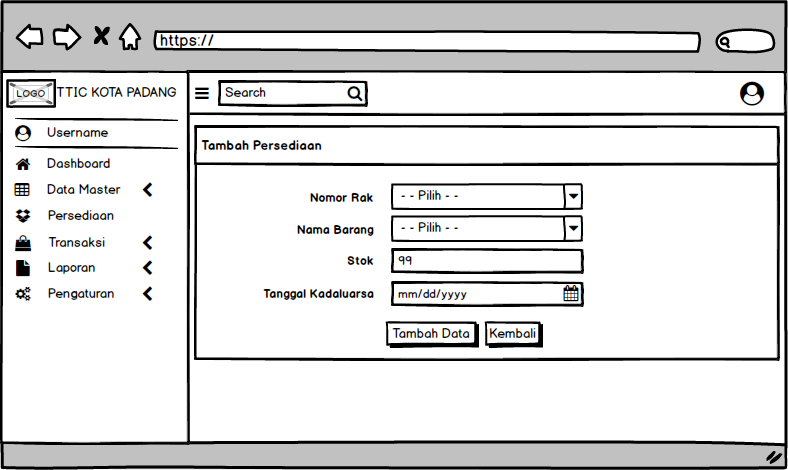 https://
LOGO TTIC KOTA PADANG
Search
Username
Dashboard
Data Master
Persediaan
Transaksi
Laporan
Pengaturan
Tambah Persediaan
Nomor Rak - - Pilih - -
Nama Barang - - Pilih - -
Stok 99
Tanggal Kadaluarsa mm/dd/yyyy
Tambah Data Kembali